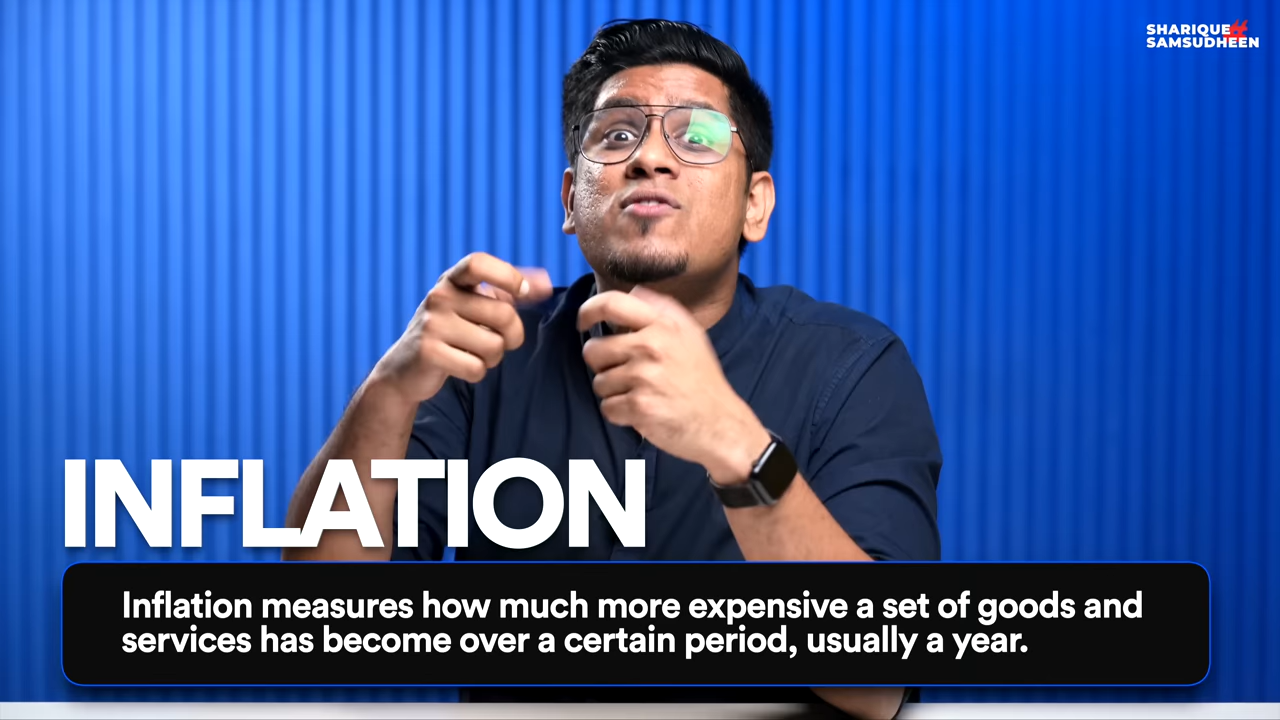 SHARIQUE
SAMSUDHEEN
INFLATION
Inflation measures how much more expensive a set of goods and
services has become over a certain period, usually a year.